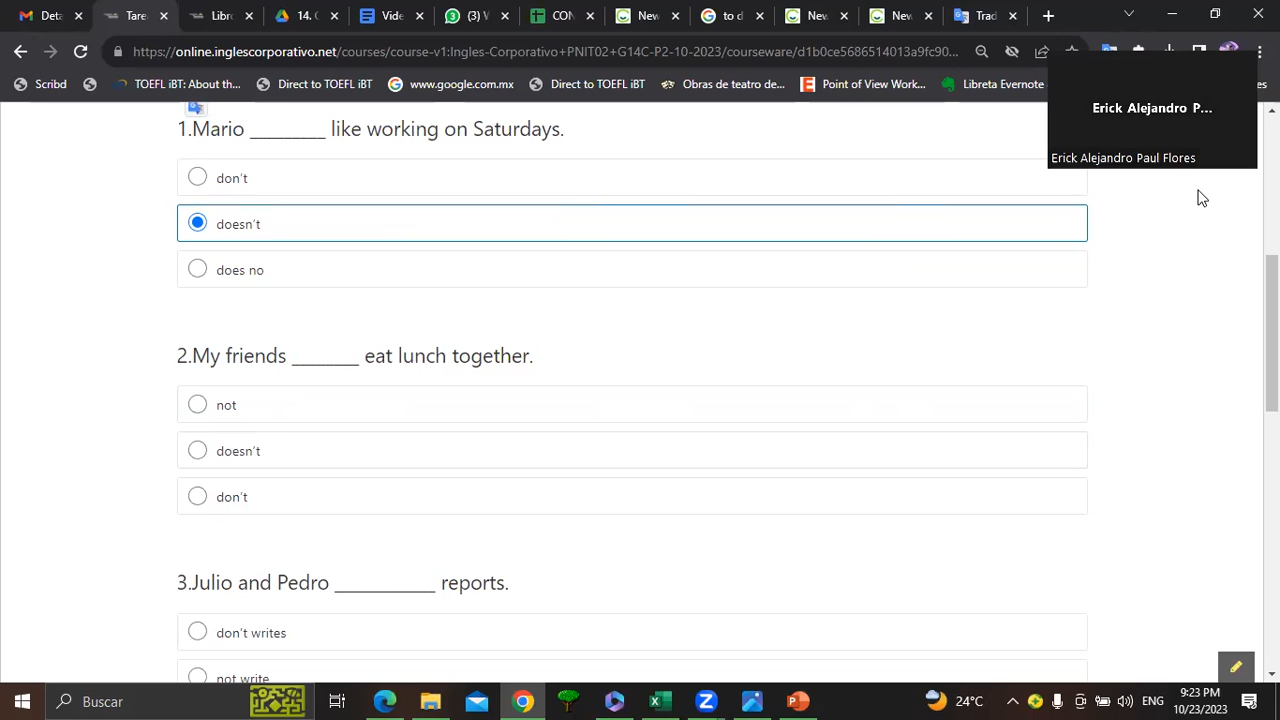 Deta
Tare
Libro
14. C
Vide
(3) W
CON
New
to d
New
New
Trad
https://online.inglescorporativo.net/courses/course-v1:Ingles-Corporativo+PNIT02+G14C-P2-10-2023/courseware/d1b0ce5686514013a9fc90...
Scribd
TOEFL iBT: About th...
Direct to TOEFL iBT
www.google.com.mx
Direct to TOEFL iBT
Obras de teatro de...
Point of View Work...
Libreta Evernote
es
Erick Alejandro P...
Erick Alejandro Paul Flores
1.Mario _________ like working on Saturdays.
don't
doesn't
does no
2.My friends ________ eat lunch together.
not
doesn't
don't
3.Julio and Pedro ____________ reports.
don't writes
not write
Buscar
24°C
ENG
9:23 PM
10/23/2023